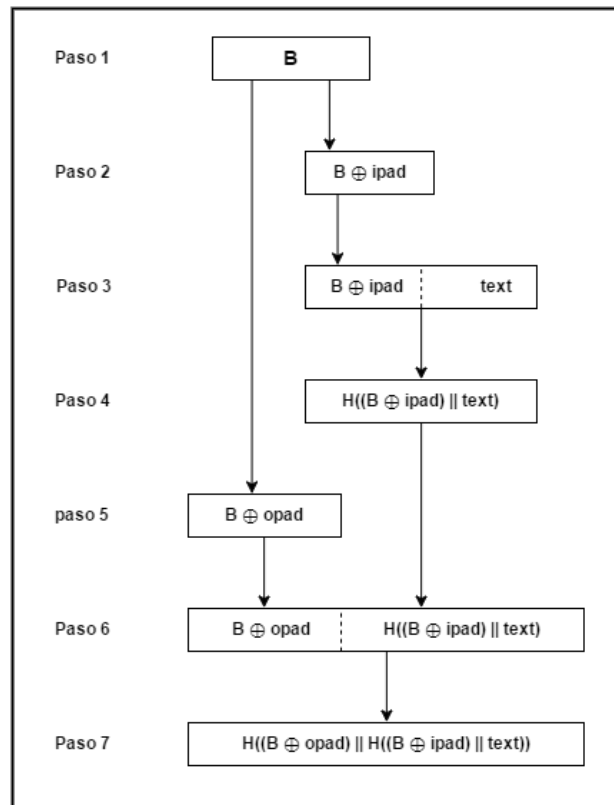 Paso 1 B
Paso 2 B ⊕ ipad
Paso 3 B ⊕ ipad text
Paso 4 H((B ⊕ ipad) || text)
paso 5 B ⊕ opad
Paso 6 B ⊕ opad H((B ⊕ ipad) || text)
Paso 7 H((B ⊕ opad) || H((B ⊕ ipad) || text))